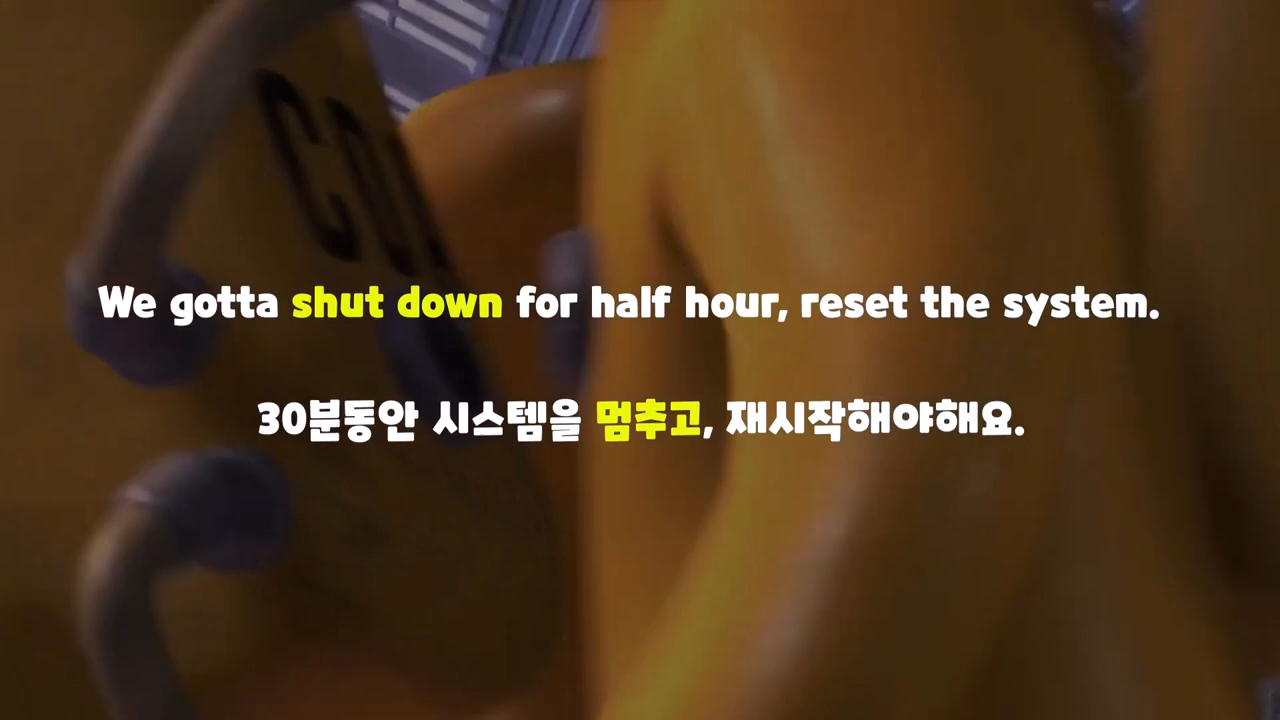 We gotta shut down for half hour, reset the system.
30분동안 시스템을 멈추고, 재시작해야해요.